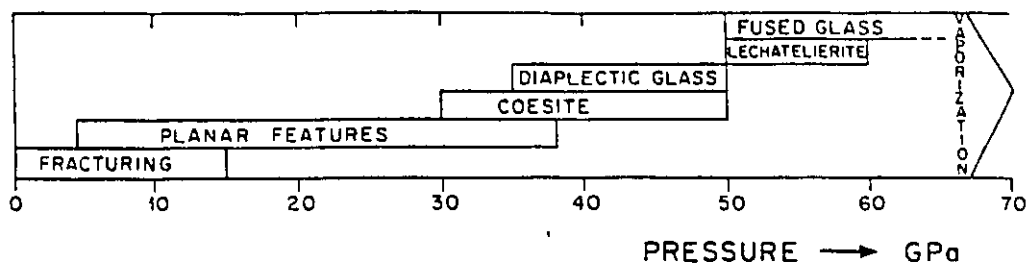 FUSED GLASS
LECHATELIERITE
DIAPLECTIC GLASS
COESITE
PLANAR FEATURES
FRACTURING
VAPORIZATION
0 10 20 30 40 50 60 70
PRESSURE → GPa